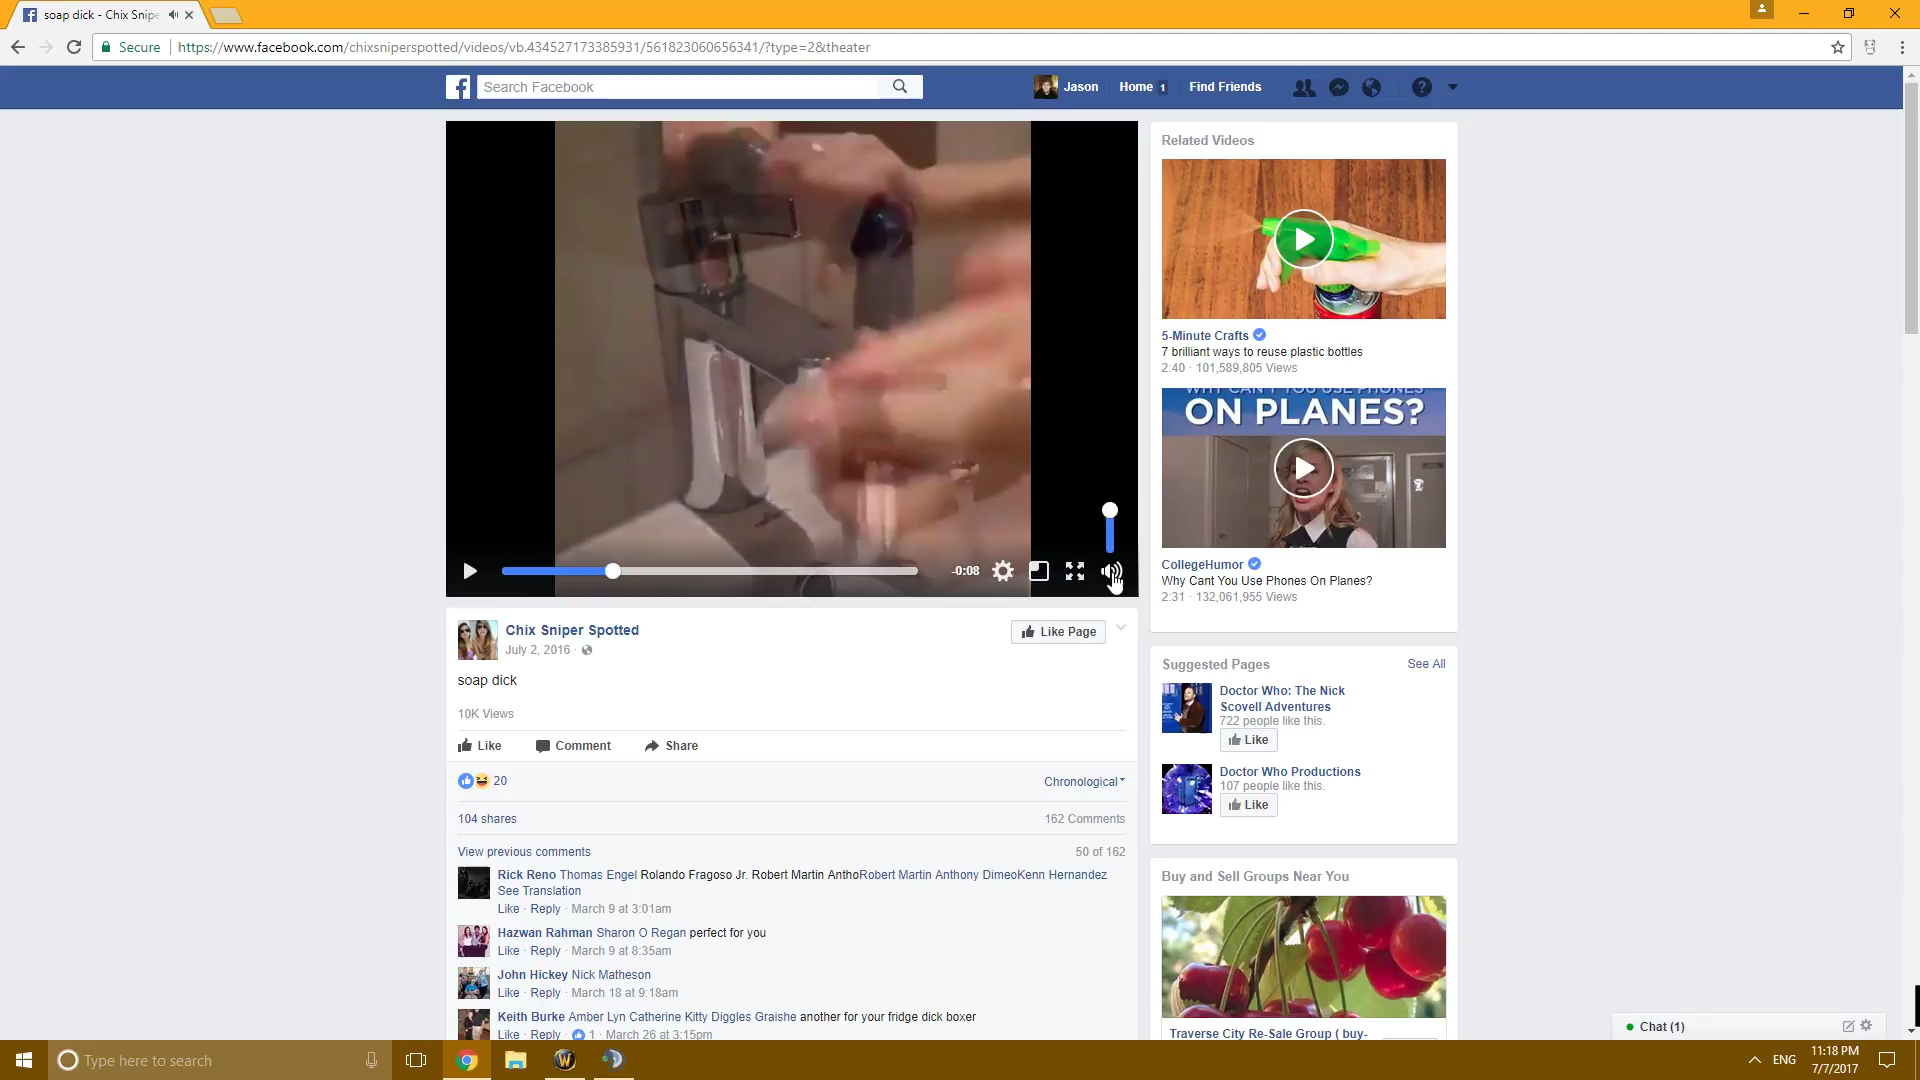 soap dick - Chix Snipe
Secure
https://www.facebook.com/chixsniperspotted/videos/vb.434527173385931/561823060656341/?type=2&theater
Search Facebook
Jason
Home 1
Find Friends
-0:08
Chix Sniper Spotted
July 2, 2016 ·
Like Page
soap dick
10K Views
Like
Comment
Share
20
Chronological
104 shares
162 Comments
View previous comments
50 of 162
Rick Reno Thomas Engel Rolando Fragoso Jr. Robert Martin AnthoRobert Martin Anthony DimeoKenn Hernandez
See Translation
Like · Reply · March 9 at 3:01am
Hazwan Rahman Sharon O Regan perfect for you
Like · Reply · March 9 at 8:35am
John Hickey Nick Matheson
Like · Reply · March 18 at 9:18am
Keith Burke Amber Lyn Catherine Kitty Diggles Graishe another for your fridge dick boxer
Like · Reply · 1 · March 26 at 3:15pm
Related Videos
5-Minute Crafts
7 brilliant ways to reuse plastic bottles
2:40 · 101,589,805 Views
WHY CAN'T YOU USE PHONES
ON PLANES?
CollegeHumor
Why Cant You Use Phones On Planes?
2:31 · 132,061,955 Views
Suggested Pages
See All
Doctor Who: The Nick
Scovell Adventures
722 people like this.
Like
Doctor Who Productions
107 people like this.
Like
Buy and Sell Groups Near You
Traverse City Re-Sale Group ( buy-
Chat (1)
Type here to search
ENG
11:18 PM
7/7/2017